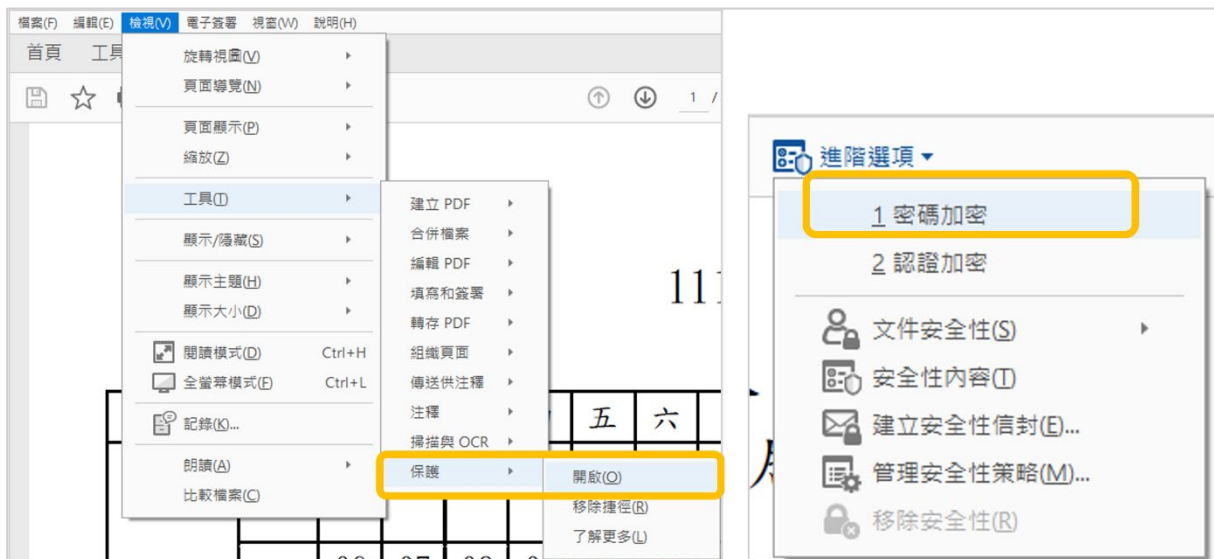 檔案(F) 編輯(E) 檢視(V) 電子簽署 視窗(W) 說明(H)
首頁 工具
1 /
旋轉視圖(V)
頁面導覽(N)
頁面顯示(P)
縮放(Z)
工具(T)
顯示/隱藏(S)
顯示主題(H)
顯示大小(D)
閱讀模式(D) Ctrl+H
全螢幕模式(F) Ctrl+L
記錄(K)...
朗讀(A)
比較檔案(C)
建立 PDF
合併檔案
編輯 PDF
填寫和簽署
轉存 PDF
組織頁面
傳送供注釋
注釋
掃描與 OCR
保護
開啟(O)
移除捷徑(R)
了解更多(L)
111
五 六
進階選項
1 密碼加密
2 認證加密
文件安全性(S)
安全性內容(T)
建立安全性信封(E)...
管理安全性策略(M)...
移除安全性(R)